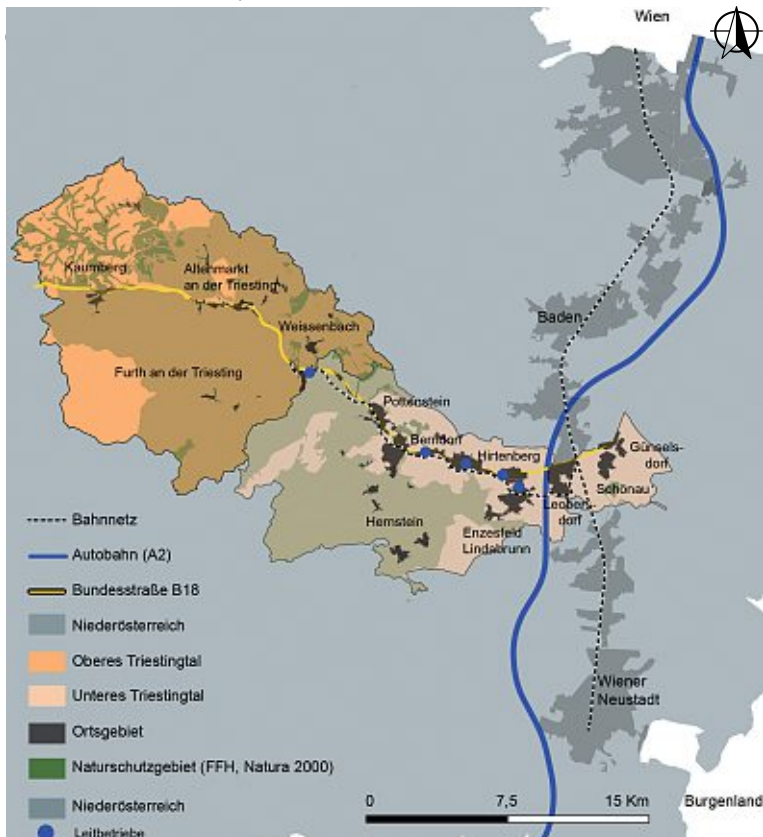 Wien
Kaumberg
Altenmarkt
an der Triesting
Weissenbach
Baden
Furth an der Triesting
Pottenstein
Berndorf
Hirtenberg
Günsels-
dorf
Schönau
Leobers-
dorf
Hernstein
Enzesfeld
Lindabrunn
Wiener
Neustadt
Burgenland
Bahnnetz
Autobahn (A2)
Bundesstraße B18
Niederösterreich
Oberes Triestingtal
Unteres Triestingtal
Ortsgebiet
Naturschutzgebiet (FFH, Natura 2000)
Niederösterreich
Leitbetriebe
0 7,5 15 Km